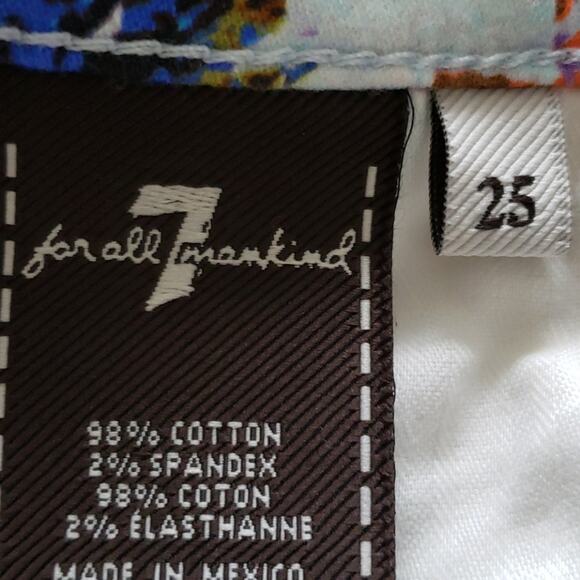 7
for all mankind
25
98% COTTON
2% SPANDEX
98% COTON
2% ÉLASTHANNE
MADE IN MEXICO